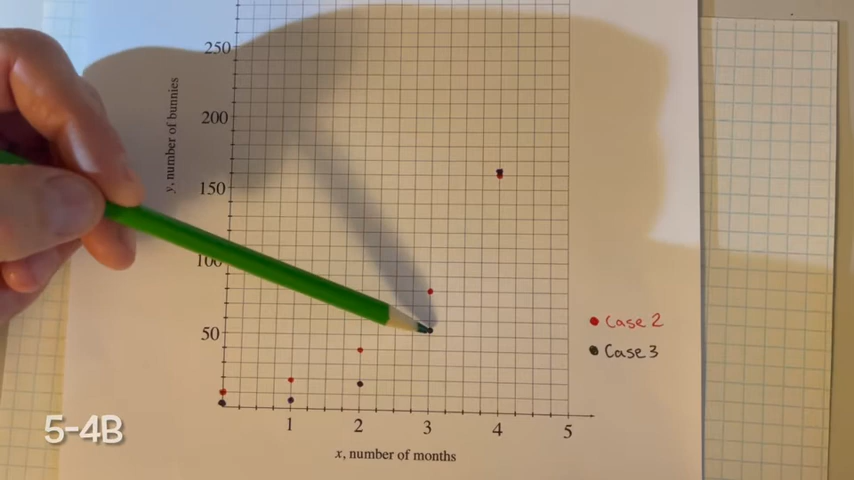 250
200
150
100
50
y, number of bunnies
1 2 3 4 5
x, number of months
Case 2
Case 3
5-4B